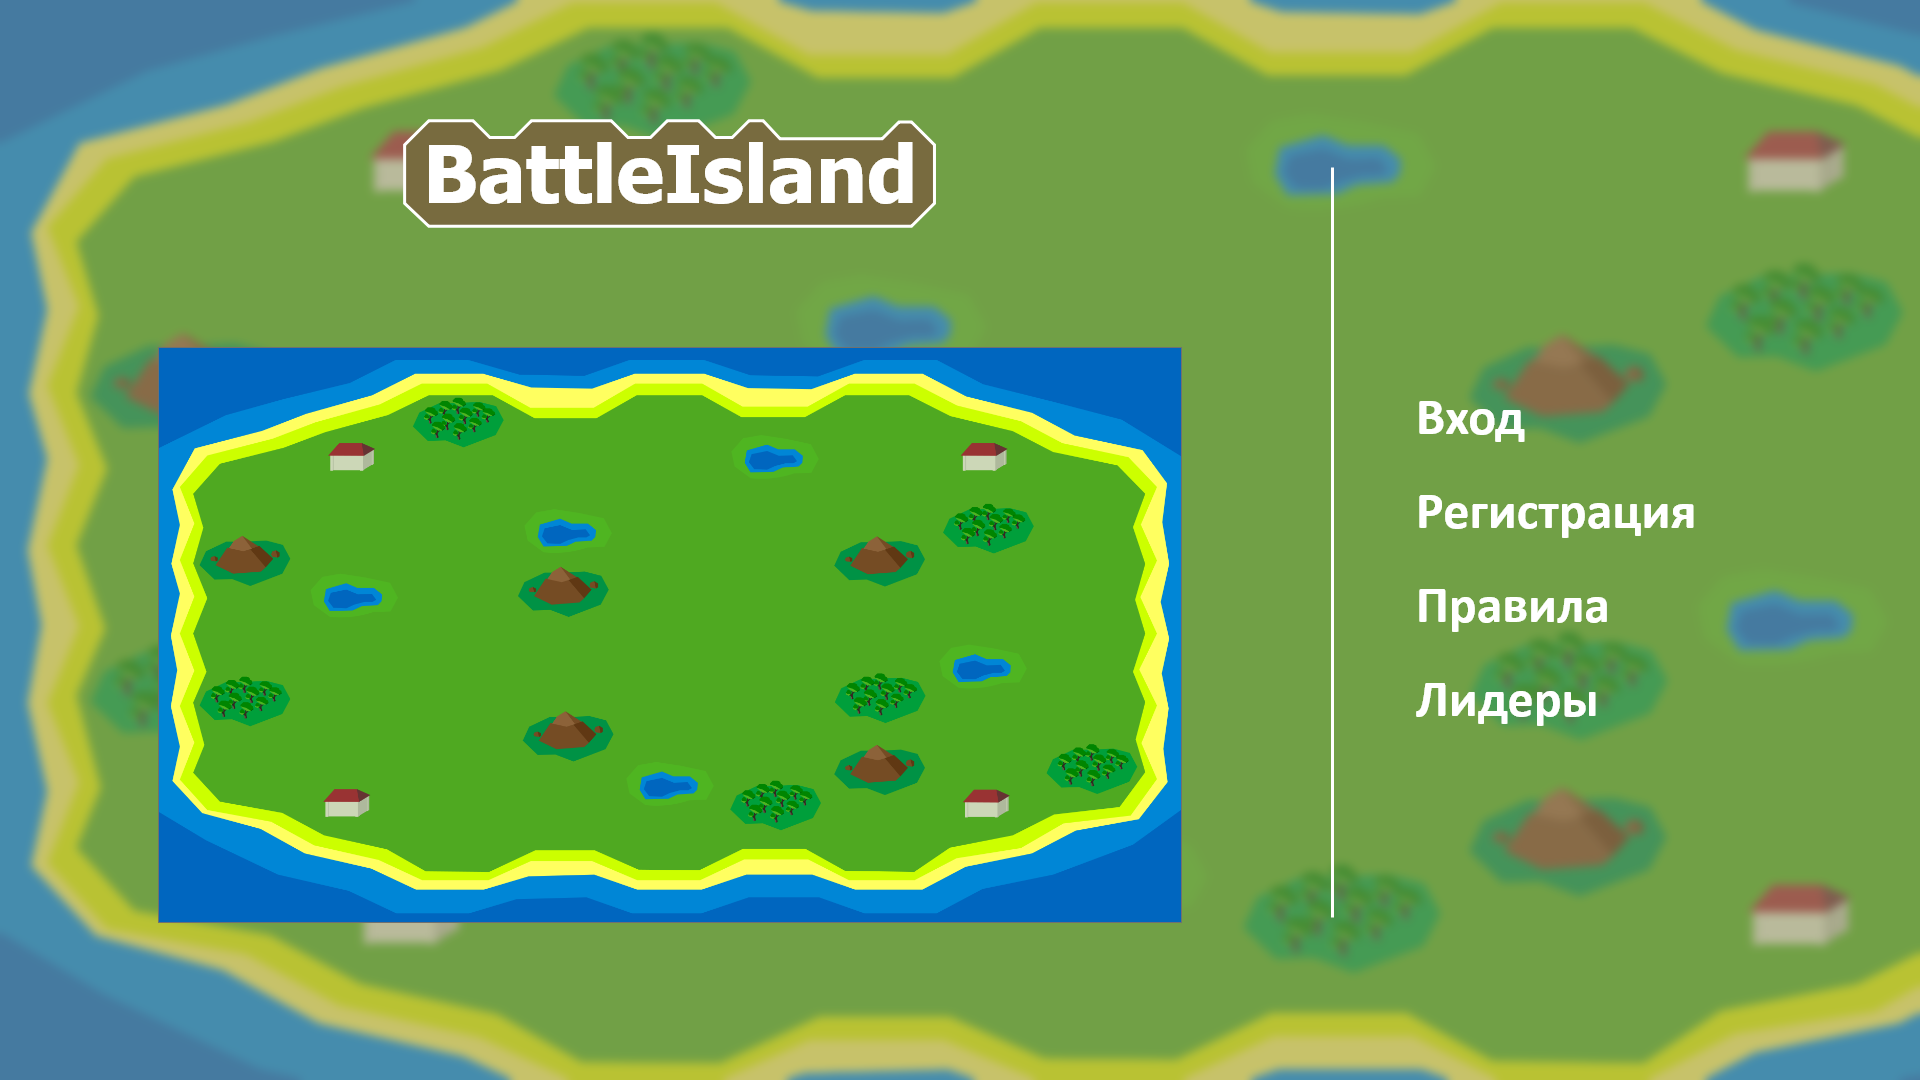 BattleIsland
Вход
Регистрация
Правила
Лидеры